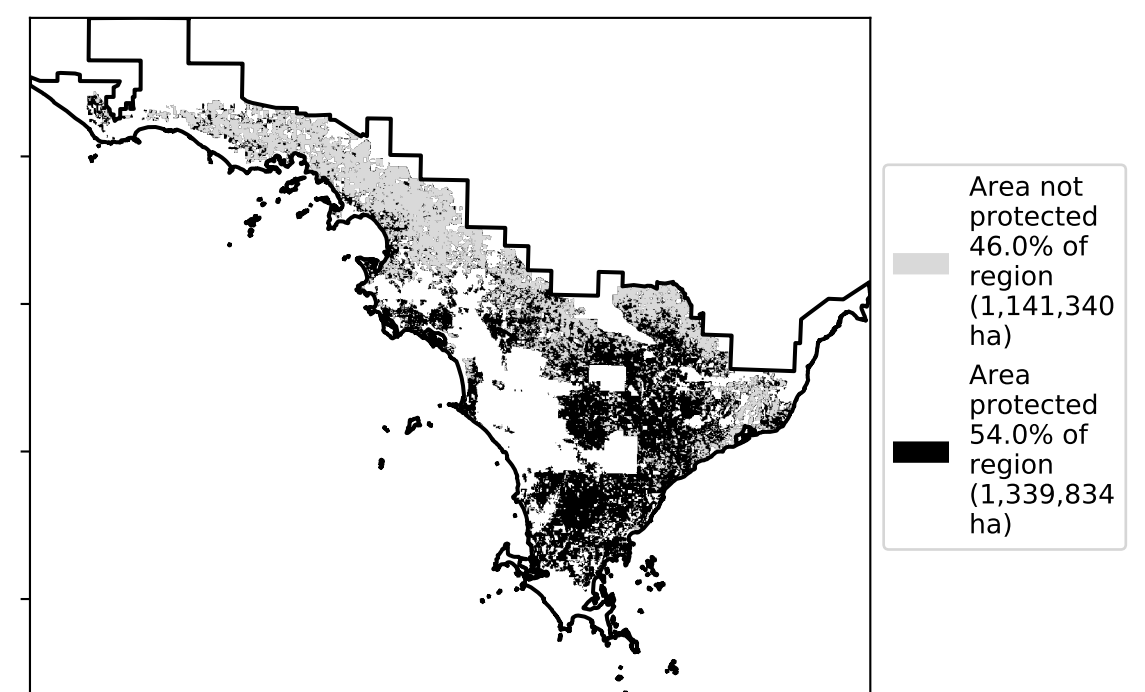 Area not
protected
46.0% of
region
(1,141,340
ha)
Area
protected
54.0% of
region
(1,339,834
ha)